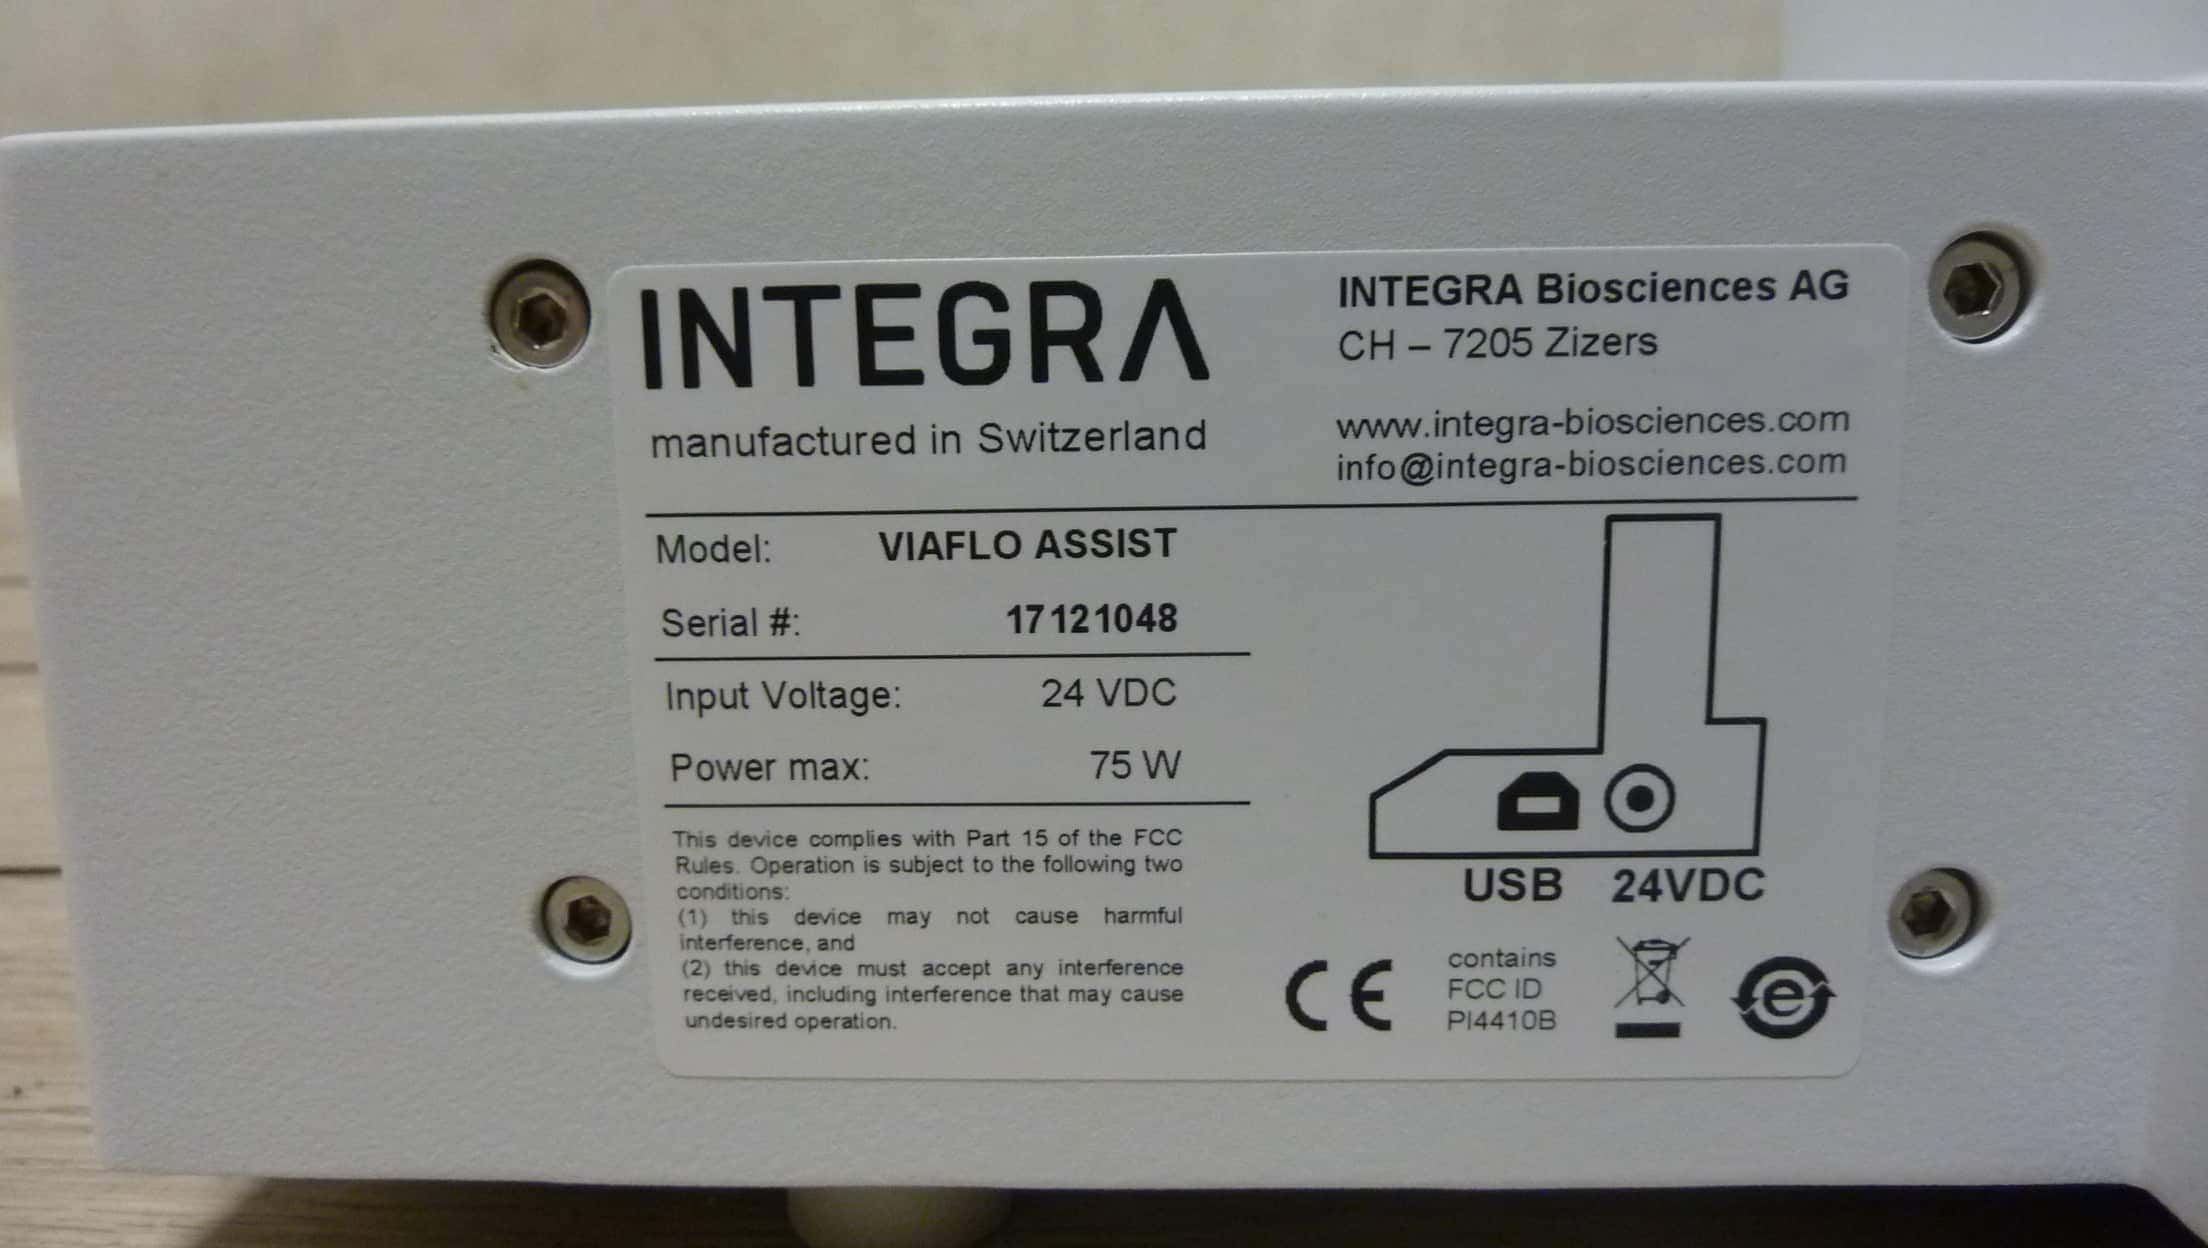 INTEGRA
manufactured in Switzerland
INTEGRA Biosciences AG
CH – 7205 Zizers
www.integra-biosciences.com
info@integra-biosciences.com
Model: VIAFLO ASSIST
Serial #: 17121048
Input Voltage: 24 VDC
Power max: 75 W
This device complies with Part 15 of the FCC
Rules. Operation is subject to the following two
conditions:
(1) this device may not cause harmful
interference, and
(2) this device must accept any interference
received, including interference that may cause
undesired operation.
USB 24VDC
CE
contains
FCC ID
PI4410B
e